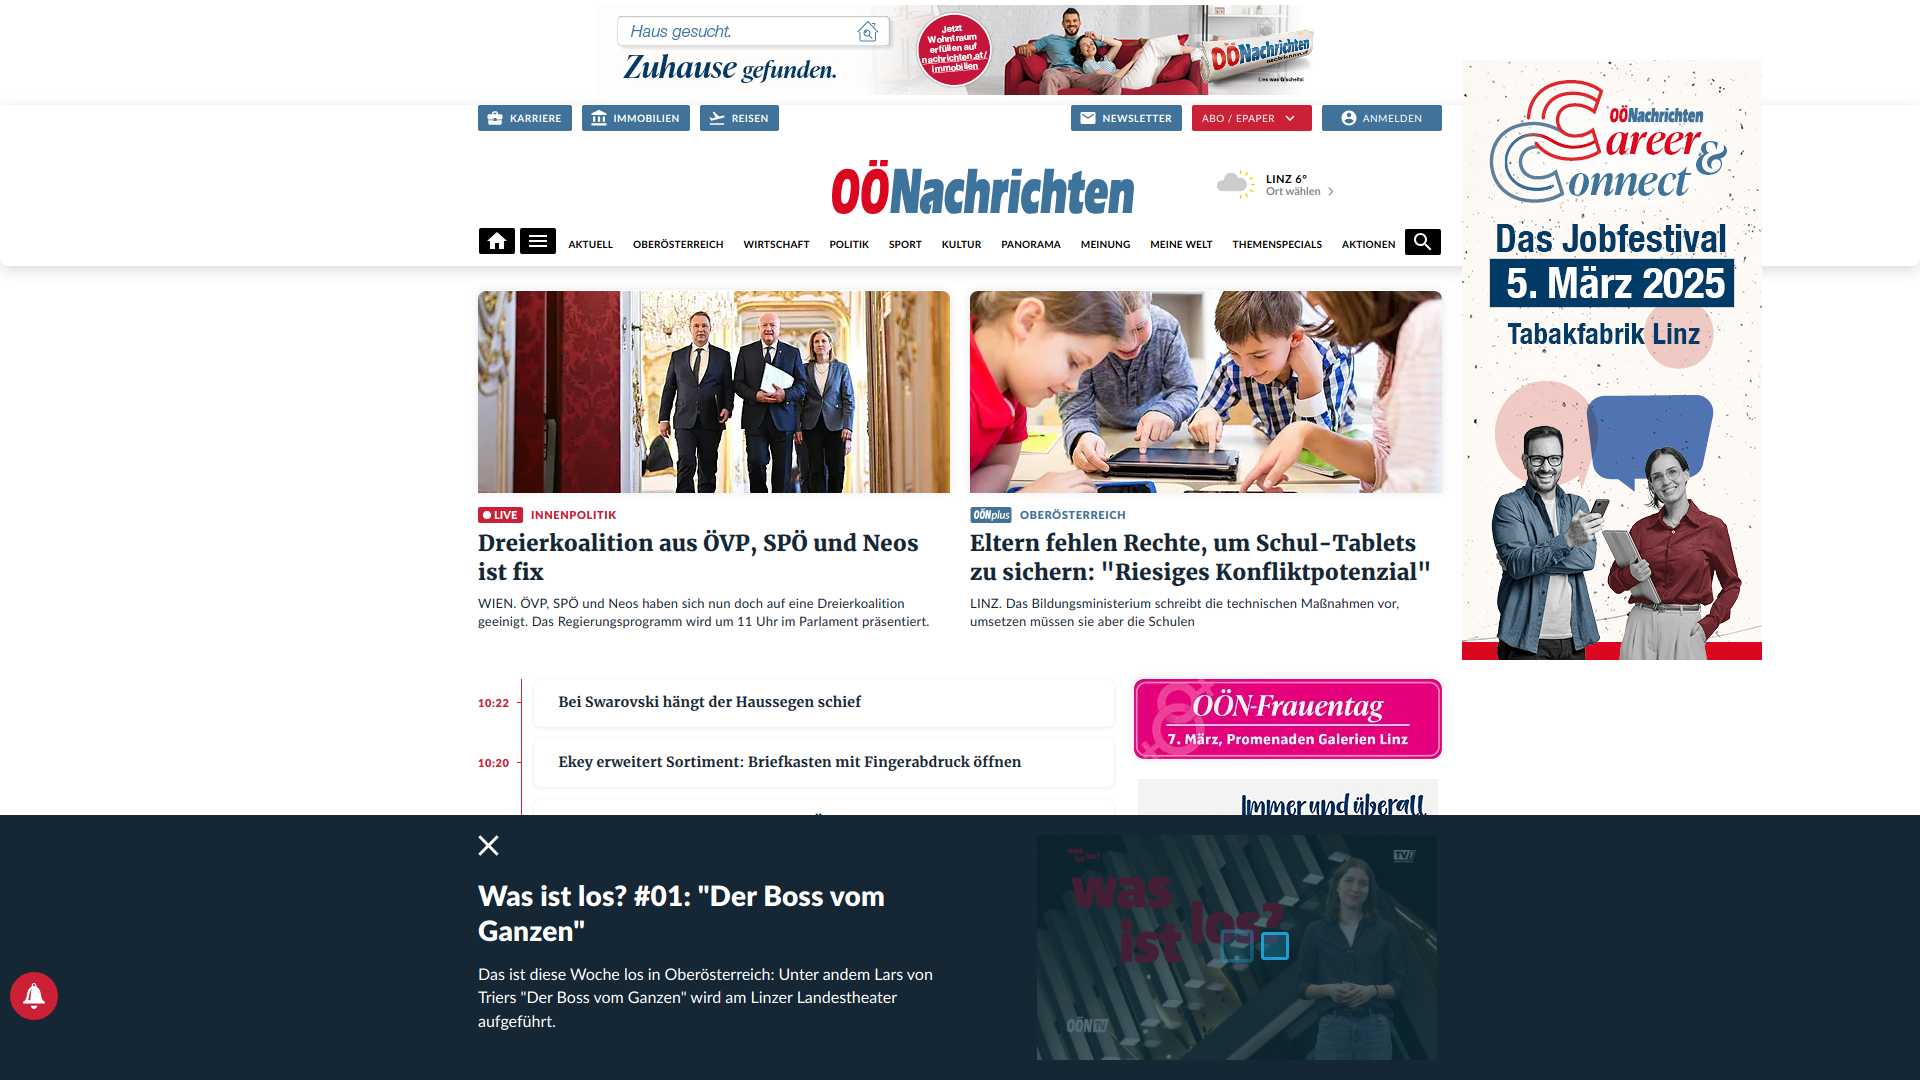 Haus gesucht.
Zuhause gefunden.
Jetzt
Wohntraum
erfüllen auf
nachrichten.at/
immobilien
OÖNachrichten
Lies was G'scheits!
KARRIERE
IMMOBILIEN
REISEN
NEWSLETTER
ABO / EPAPER
ANMELDEN
OÖNachrichten
LINZ 6°
Ort wählen
AKTUELL
OBERÖSTERREICH
WIRTSCHAFT
POLITIK
SPORT
KULTUR
PANORAMA
MEINUNG
MEINE WELT
THEMENSPECIALS
AKTIONEN
OÖNachrichten
Career &
Connect
Das Jobfestival
5. März 2025
Tabakfabrik Linz
LIVE INNENPOLITIK
Dreierkoalition aus ÖVP, SPÖ und Neos
ist fix
WIEN. ÖVP, SPÖ und Neos haben sich nun doch auf eine Dreierkoalition
geeinigt. Das Regierungsprogramm wird um 11 Uhr im Parlament präsentiert.
OÖNplus OBERÖSTERREICH
Eltern fehlen Rechte, um Schul-Tablets
zu sichern: "Riesiges Konfliktpotenzial"
LINZ. Das Bildungsministerium schreibt die technischen Maßnahmen vor,
umsetzen müssen sie aber die Schulen
10:22 Bei Swarovski hängt der Haussegen schief
10:20 Ekey erweitert Sortiment: Briefkasten mit Fingerabdruck öffnen
OÖN-Frauentag
7. März, Promenaden Galerien Linz
Immer und überall
Was ist los? #01: "Der Boss vom
Ganzen"
Das ist diese Woche los in Oberösterreich: Unter andem Lars von
Triers "Der Boss vom Ganzen" wird am Linzer Landestheater
aufgeführt.
was
ist los?
OÖNTV